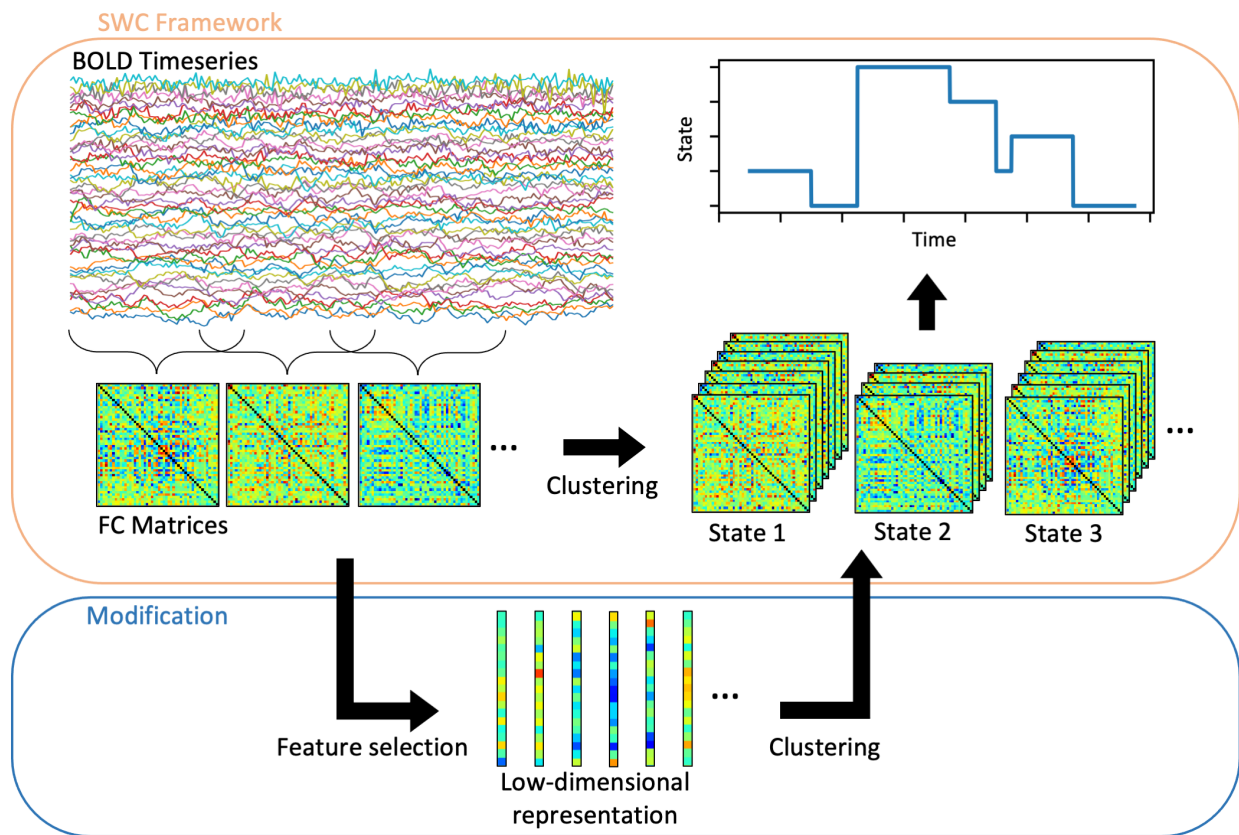 SWC Framework
BOLD Timeseries
State
Time
...
Clustering
...
FC Matrices
State 1
State 2
State 3
Modification
...
Feature selection
Clustering
Low-dimensional
representation